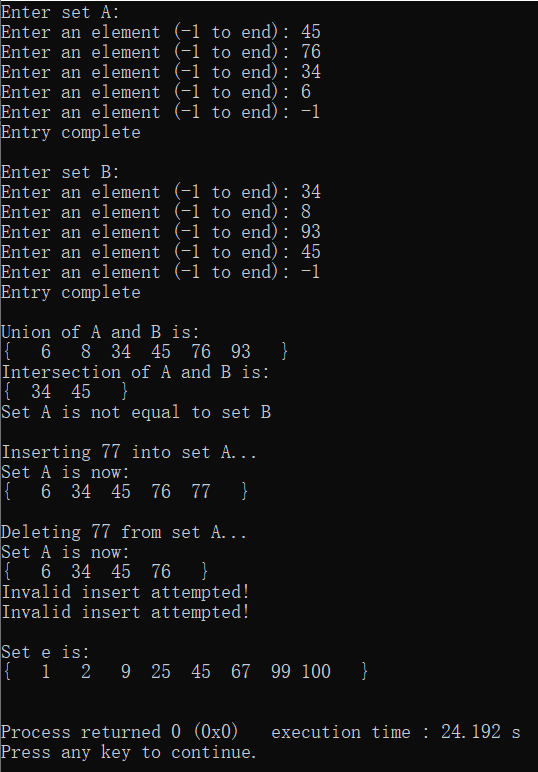 Enter set A:
Enter an element (-1 to end): 45
Enter an element (-1 to end): 76
Enter an element (-1 to end): 34
Enter an element (-1 to end): 6
Enter an element (-1 to end): -1
Entry complete

Enter set B:
Enter an element (-1 to end): 34
Enter an element (-1 to end): 8
Enter an element (-1 to end): 93
Enter an element (-1 to end): 45
Enter an element (-1 to end): -1
Entry complete

Union of A and B is:
{   6   8  34  45  76  93   }
Intersection of A and B is:
{  34  45   }
Set A is not equal to set B

Inserting 77 into set A...
Set A is now:
{   6  34  45  76  77   }

Deleting 77 from set A...
Set A is now:
{   6  34  45  76   }
Invalid insert attempted!
Invalid insert attempted!

Set e is:
{   1   2   9  25  45  67  99 100   }

Process returned 0 (0x0)   execution time : 24.192 s
Press any key to continue.